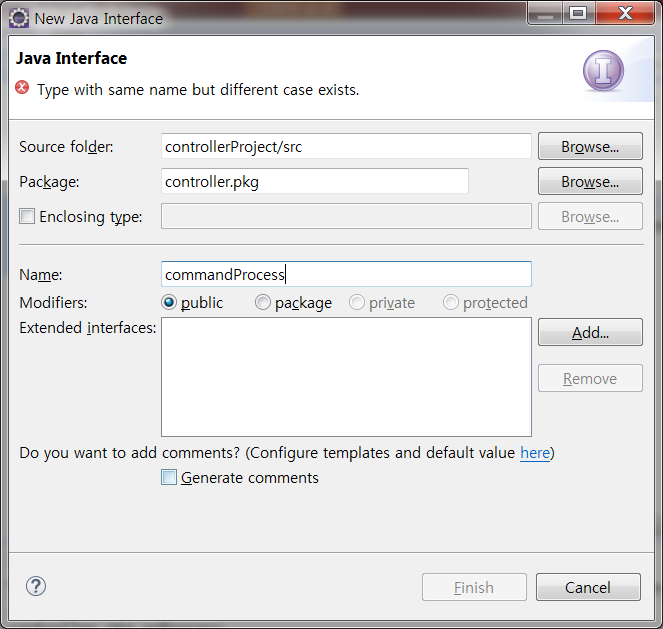 New Java Interface
Java Interface
Type with same name but different case exists.
Source folder: controllerProject/src Browse...
Package: controller.pkg Browse...
Enclosing type: Browse...
Name: commandProcess
Modifiers: public package private protected
Extended interfaces: Add...
Remove
Do you want to add comments? (Configure templates and default value here)
Generate comments
Finish Cancel